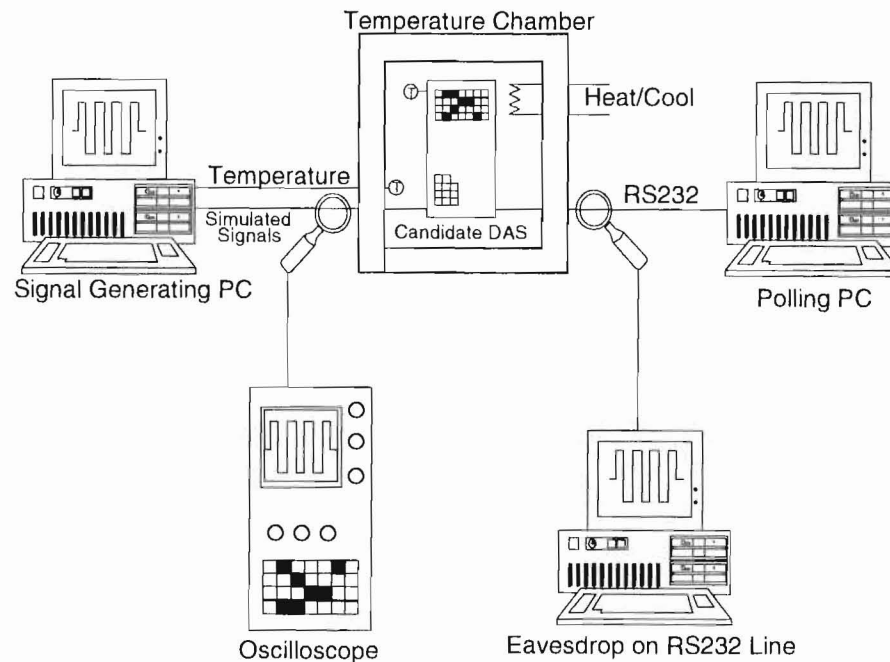 Temperature Chamber
T
Heat/Cool
Temperature
T
RS232
Simulated
Signals
Candidate DAS
Signal Generating PC
Polling PC
Oscilloscope
Eavesdrop on RS232 Line